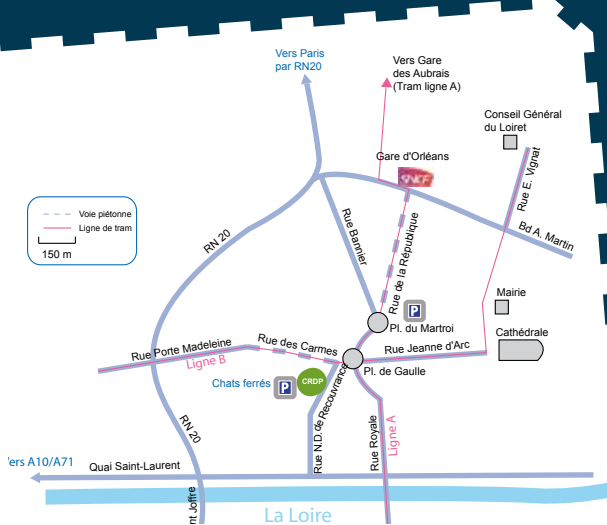 Vers Paris
par RN20
Vers Gare
des Aubrais
(Tram ligne A)
Conseil Général
du Loiret
Gare d'Orléans
SNCF
Rue E. Vignat
Voie piétonne
Ligne de tram
150 m
RN 20
Rue Bannier
Rue de la République
Bd A. Martin
Mairie
P
Pl. du Martroi
Cathédrale
Rue Porte Madeleine
Rue des Carmes
Rue Jeanne d'Arc
Ligne B
Pl. de Gaulle
Chats ferrés
P
CRDP
Rue N.D. de Recouvrance
Rue Royale
Ligne A
RN 20
ers A10/A71
Quai Saint-Laurent
nt Joffre
La Loire